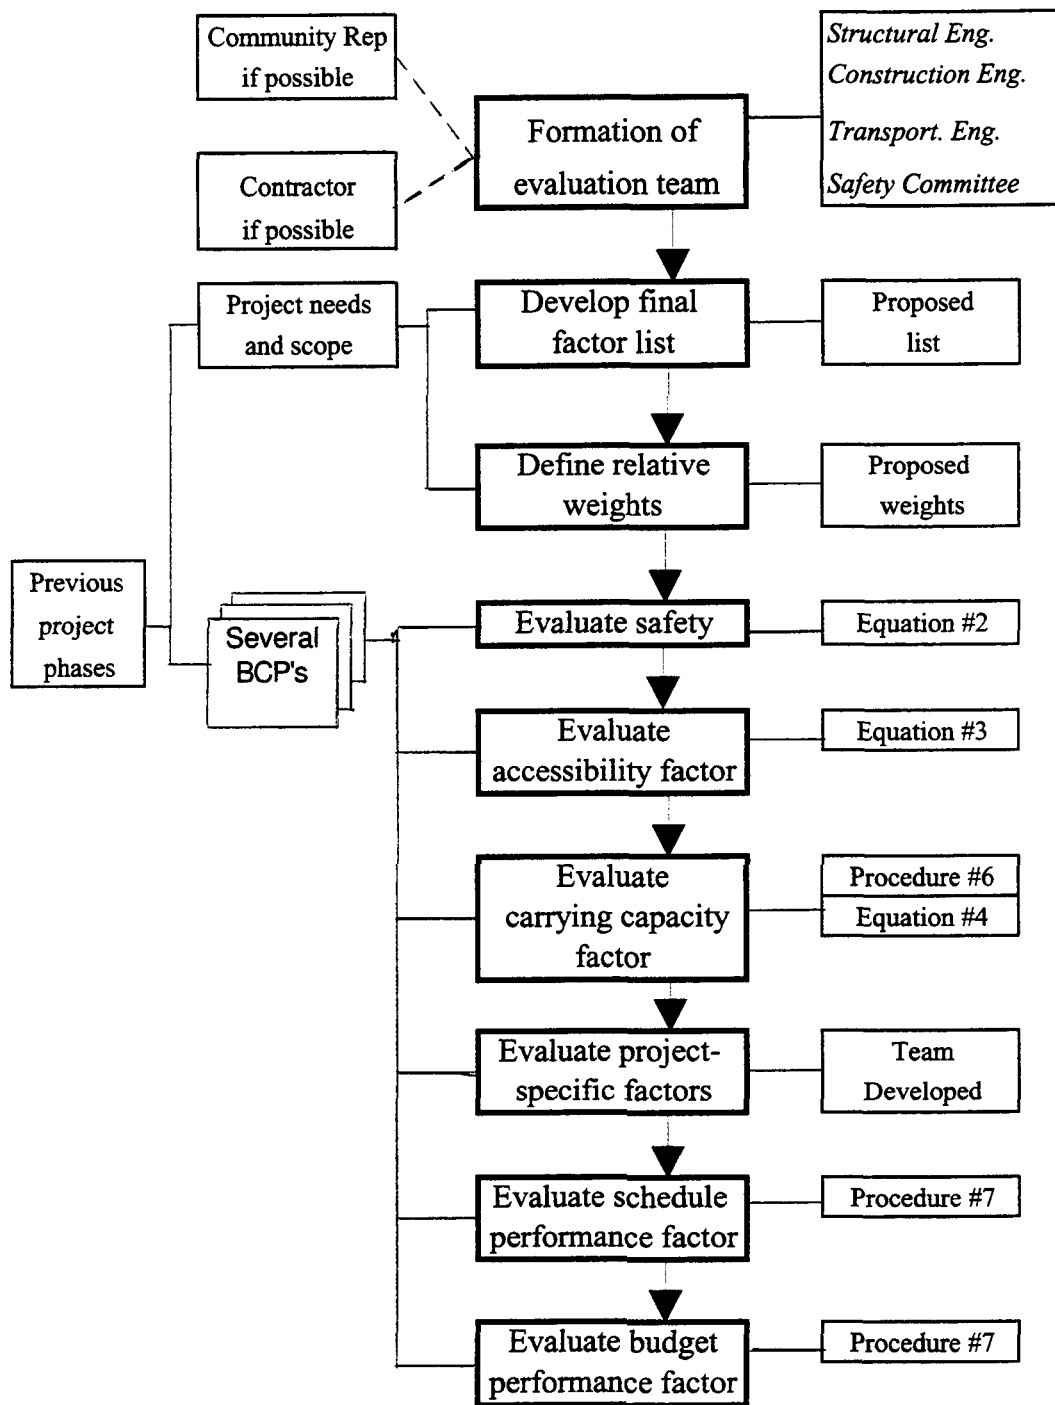 Community Rep
if possible
Structural Eng.
Construction Eng.
Transport. Eng.
Safety Committee
Formation of
evaluation team
Contractor
if possible
Project needs
and scope
Develop final
factor list
Proposed
list
Define relative
weights
Proposed
weights
Previous
project
phases
Several
BCP's
Evaluate safety
Equation #2
Evaluate
accessibility factor
Equation #3
Evaluate
carrying capacity
factor
Procedure #6
Equation #4
Evaluate project-
specific factors
Team
Developed
Evaluate schedule
performance factor
Procedure #7
Evaluate budget
performance factor
Procedure #7